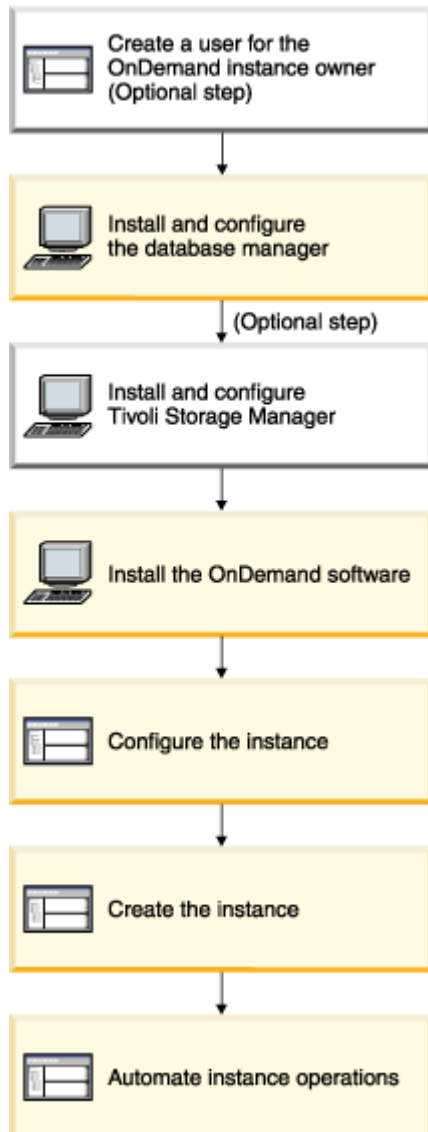 Create a user for the
OnDemand instance owner
(Optional step)
Install and configure
the database manager
(Optional step)
Install and configure
Tivoli Storage Manager
Install the OnDemand software
Configure the instance
Create the instance
Automate instance operations